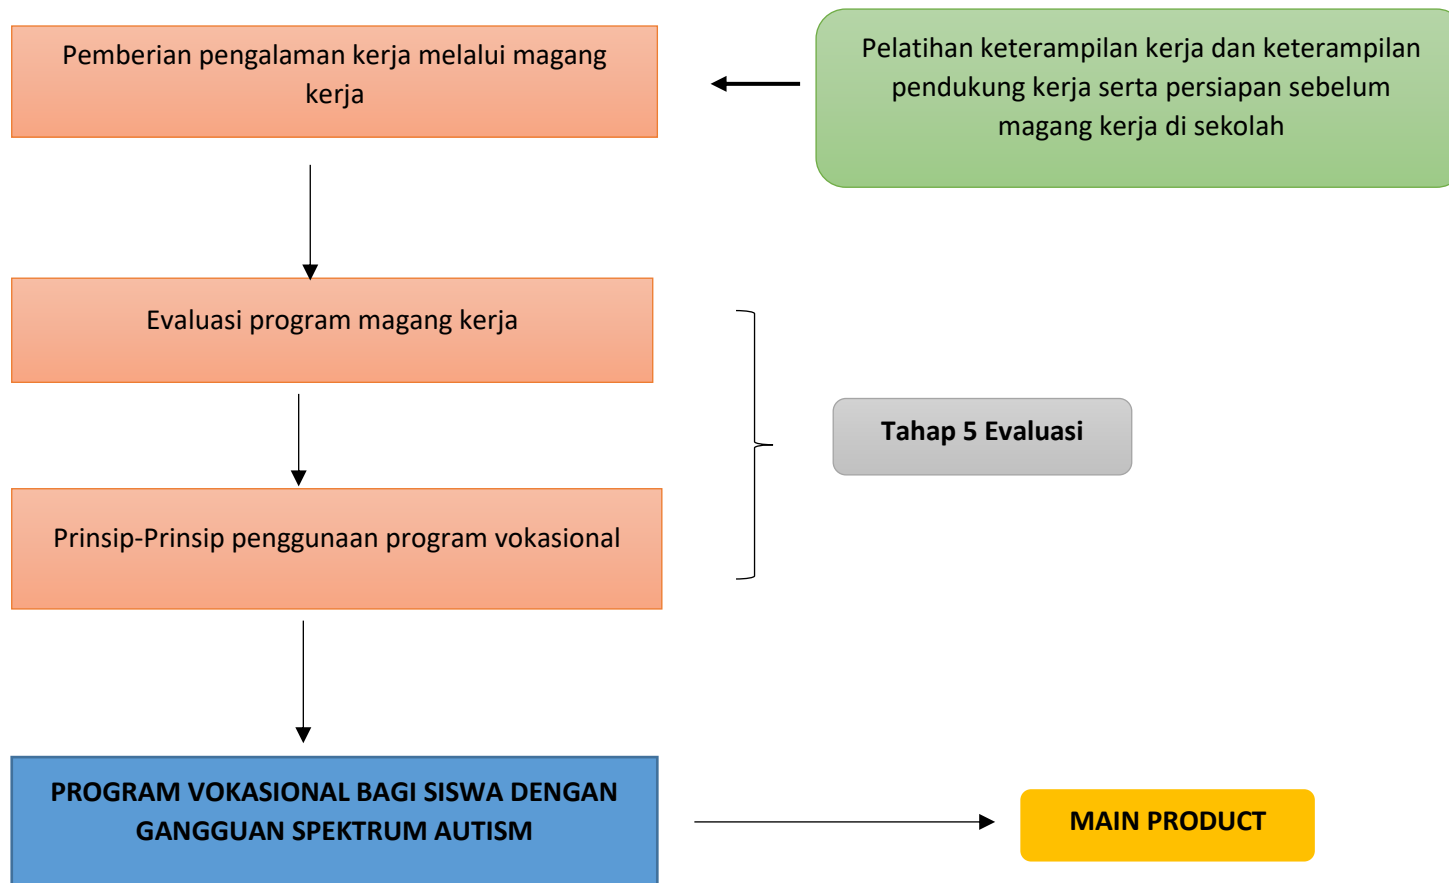 Pemberian pengalaman kerja melalui magang
kerja
Pelatihan keterampilan kerja dan keterampilan
pendukung kerja serta persiapan sebelum
magang kerja di sekolah
Evaluasi program magang kerja
Tahap 5 Evaluasi
Prinsip-Prinsip penggunaan program vokasional
PROGRAM VOKASIONAL BAGI SISWA DENGAN
GANGGUAN SPEKTRUM AUTISM
MAIN PRODUCT